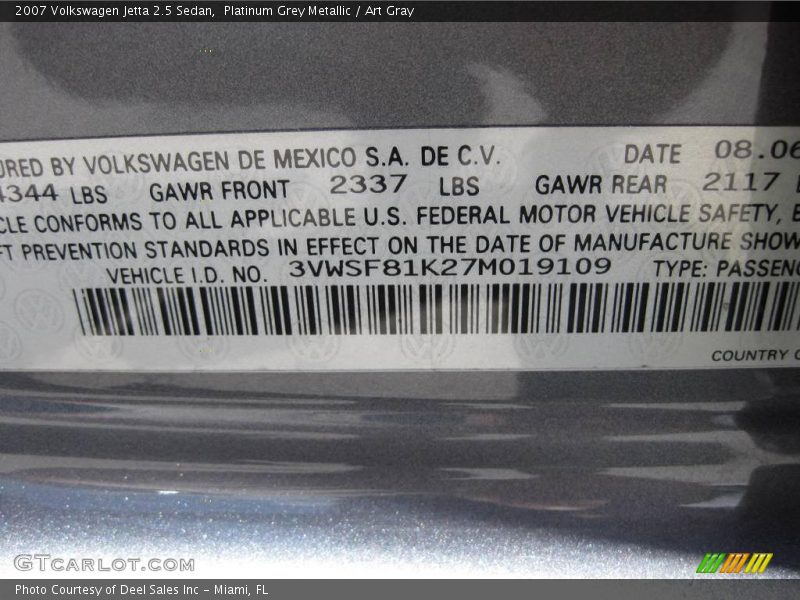 2007 Volkswagen Jetta 2.5 Sedan,  Platinum Grey Metallic / Art Gray
URED BY VOLKSWAGEN DE MEXICO S.A. DE C.V. DATE 08.06
4344 LBS GAWR FRONT 2337 LBS GAWR REAR 2117
CLE CONFORMS TO ALL APPLICABLE U.S. FEDERAL MOTOR VEHICLE SAFETY,
FT PREVENTION STANDARDS IN EFFECT ON THE DATE OF MANUFACTURE SHOW
VEHICLE I.D. NO. 3VWSF81K27M019109 TYPE: PASSENG
COUNTRY O
GTcarlot.com
Photo Courtesy of Deel Sales Inc - Miami, FL